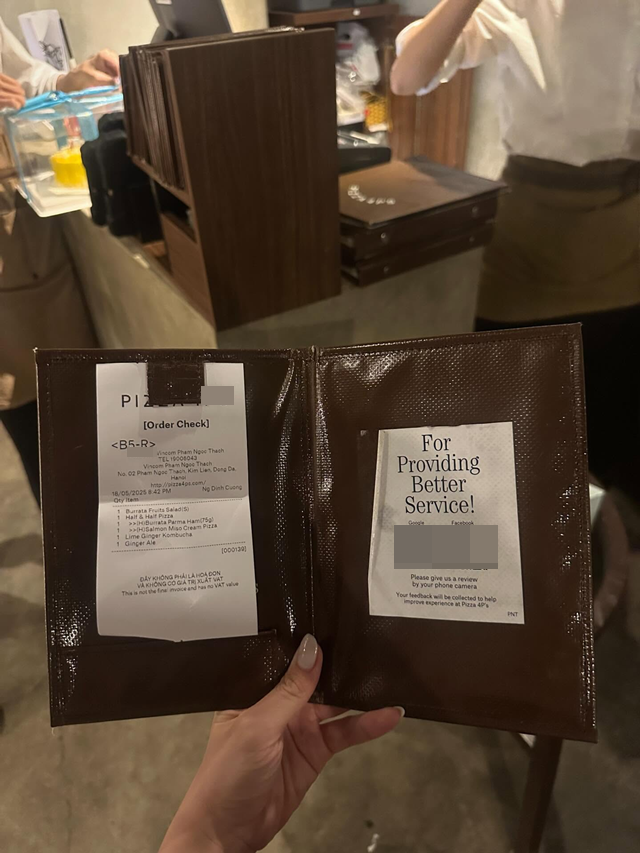 [Order Check]
<B5-R>
Vincom Pham Ngoc Thach
TEL 19006043
Vincom Pham Ngoc Thach
No. 02 Pham Ngoc Thach, Kim Lien, Dong Da,
Hanoi
http://pizza4ps.com/
16/05/2025 8:42 PM Ng Dinh Cuong
Qty Item
1 Burrata Fruits Salad(S)
1 Half & Half Pizza
1 >>(H)Burrata Parma Ham(75g)
1 >>(H)Salmon Miso Cream Pizza
1 Lime Ginger Kombucha
1 Ginger Ale
[000139]
ĐÂY KHÔNG PHẢI LÀ HOÁ ĐƠN
VÀ KHÔNG CÓ GIÁ TRỊ XUẤT VAT
This is not the final invoice and has no VAT value
For
Providing
Better
Service!
Google Facebook
Please give us a review
by your phone camera
Your feedback will be collected to help
improve experience at Pizza 4P's
PNT